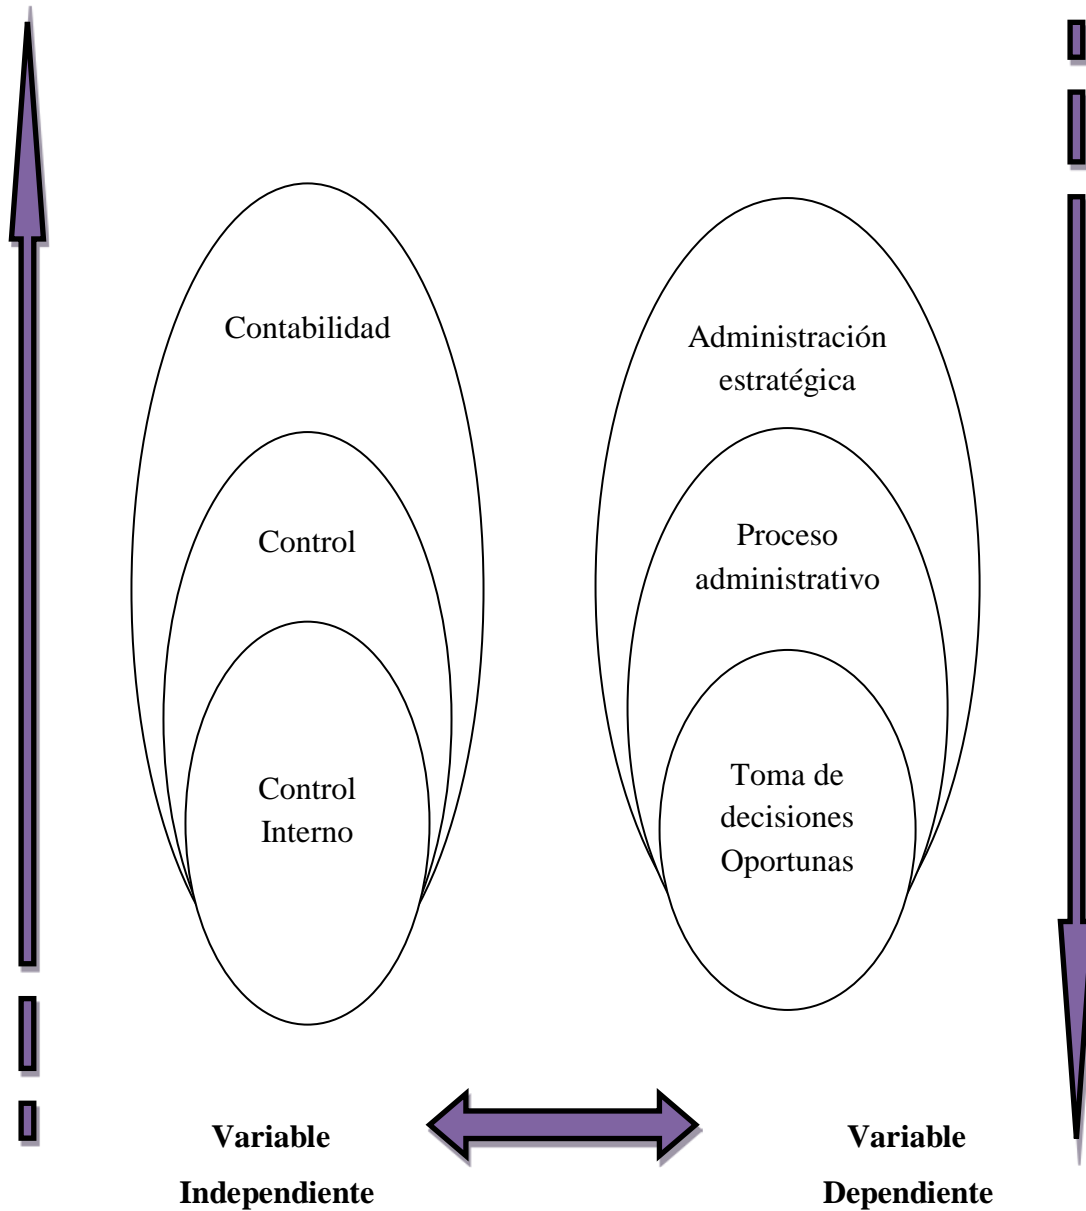 Contabilidad
Control
Control
Interno
Administración
estratégica
Proceso
administrativo
Toma de
decisiones
Oportunas
Variable
Independiente
Variable
Dependiente